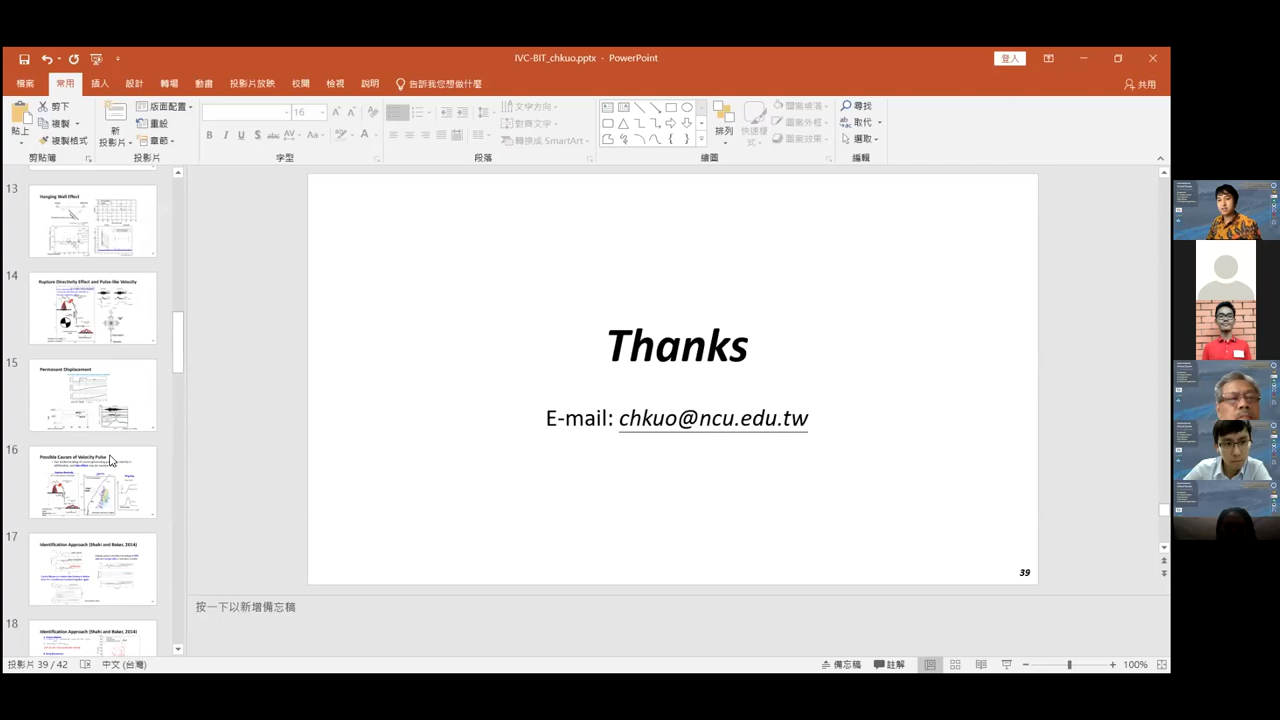 IVC-BIT_chkuo.pptx - PowerPoint
登入
檔案 常用 插入 設計 轉場 動畫 投影片放映 校閱 檢視 說明 告訴我您想做什麼 共用
剪下
複製
複製格式
貼上
剪貼簿
新投影片
版面配置
重設
章節
投影片
16
字型
文字方向
對齊文字
轉換成 SmartArt
段落
排列
快速樣式
圖案填滿
圖案外框
圖案效果
繪圖
尋找
取代
選取
編輯
13
Hanging Wall Effect
14
Rupture Directivity Effect and Pulse-like Velocity
15
Permanent Displacement
16
Possible Causes of Velocity Pulse
17
Identification Approach (Shahi and Baker, 2014)
18
Identification Approach (Shahi and Baker, 2014)
Thanks
E-mail: chkuo@ncu.edu.tw
39
按一下以新增備忘稿
投影片 39 / 42 中文 (台灣) 備忘稿 註解 100%